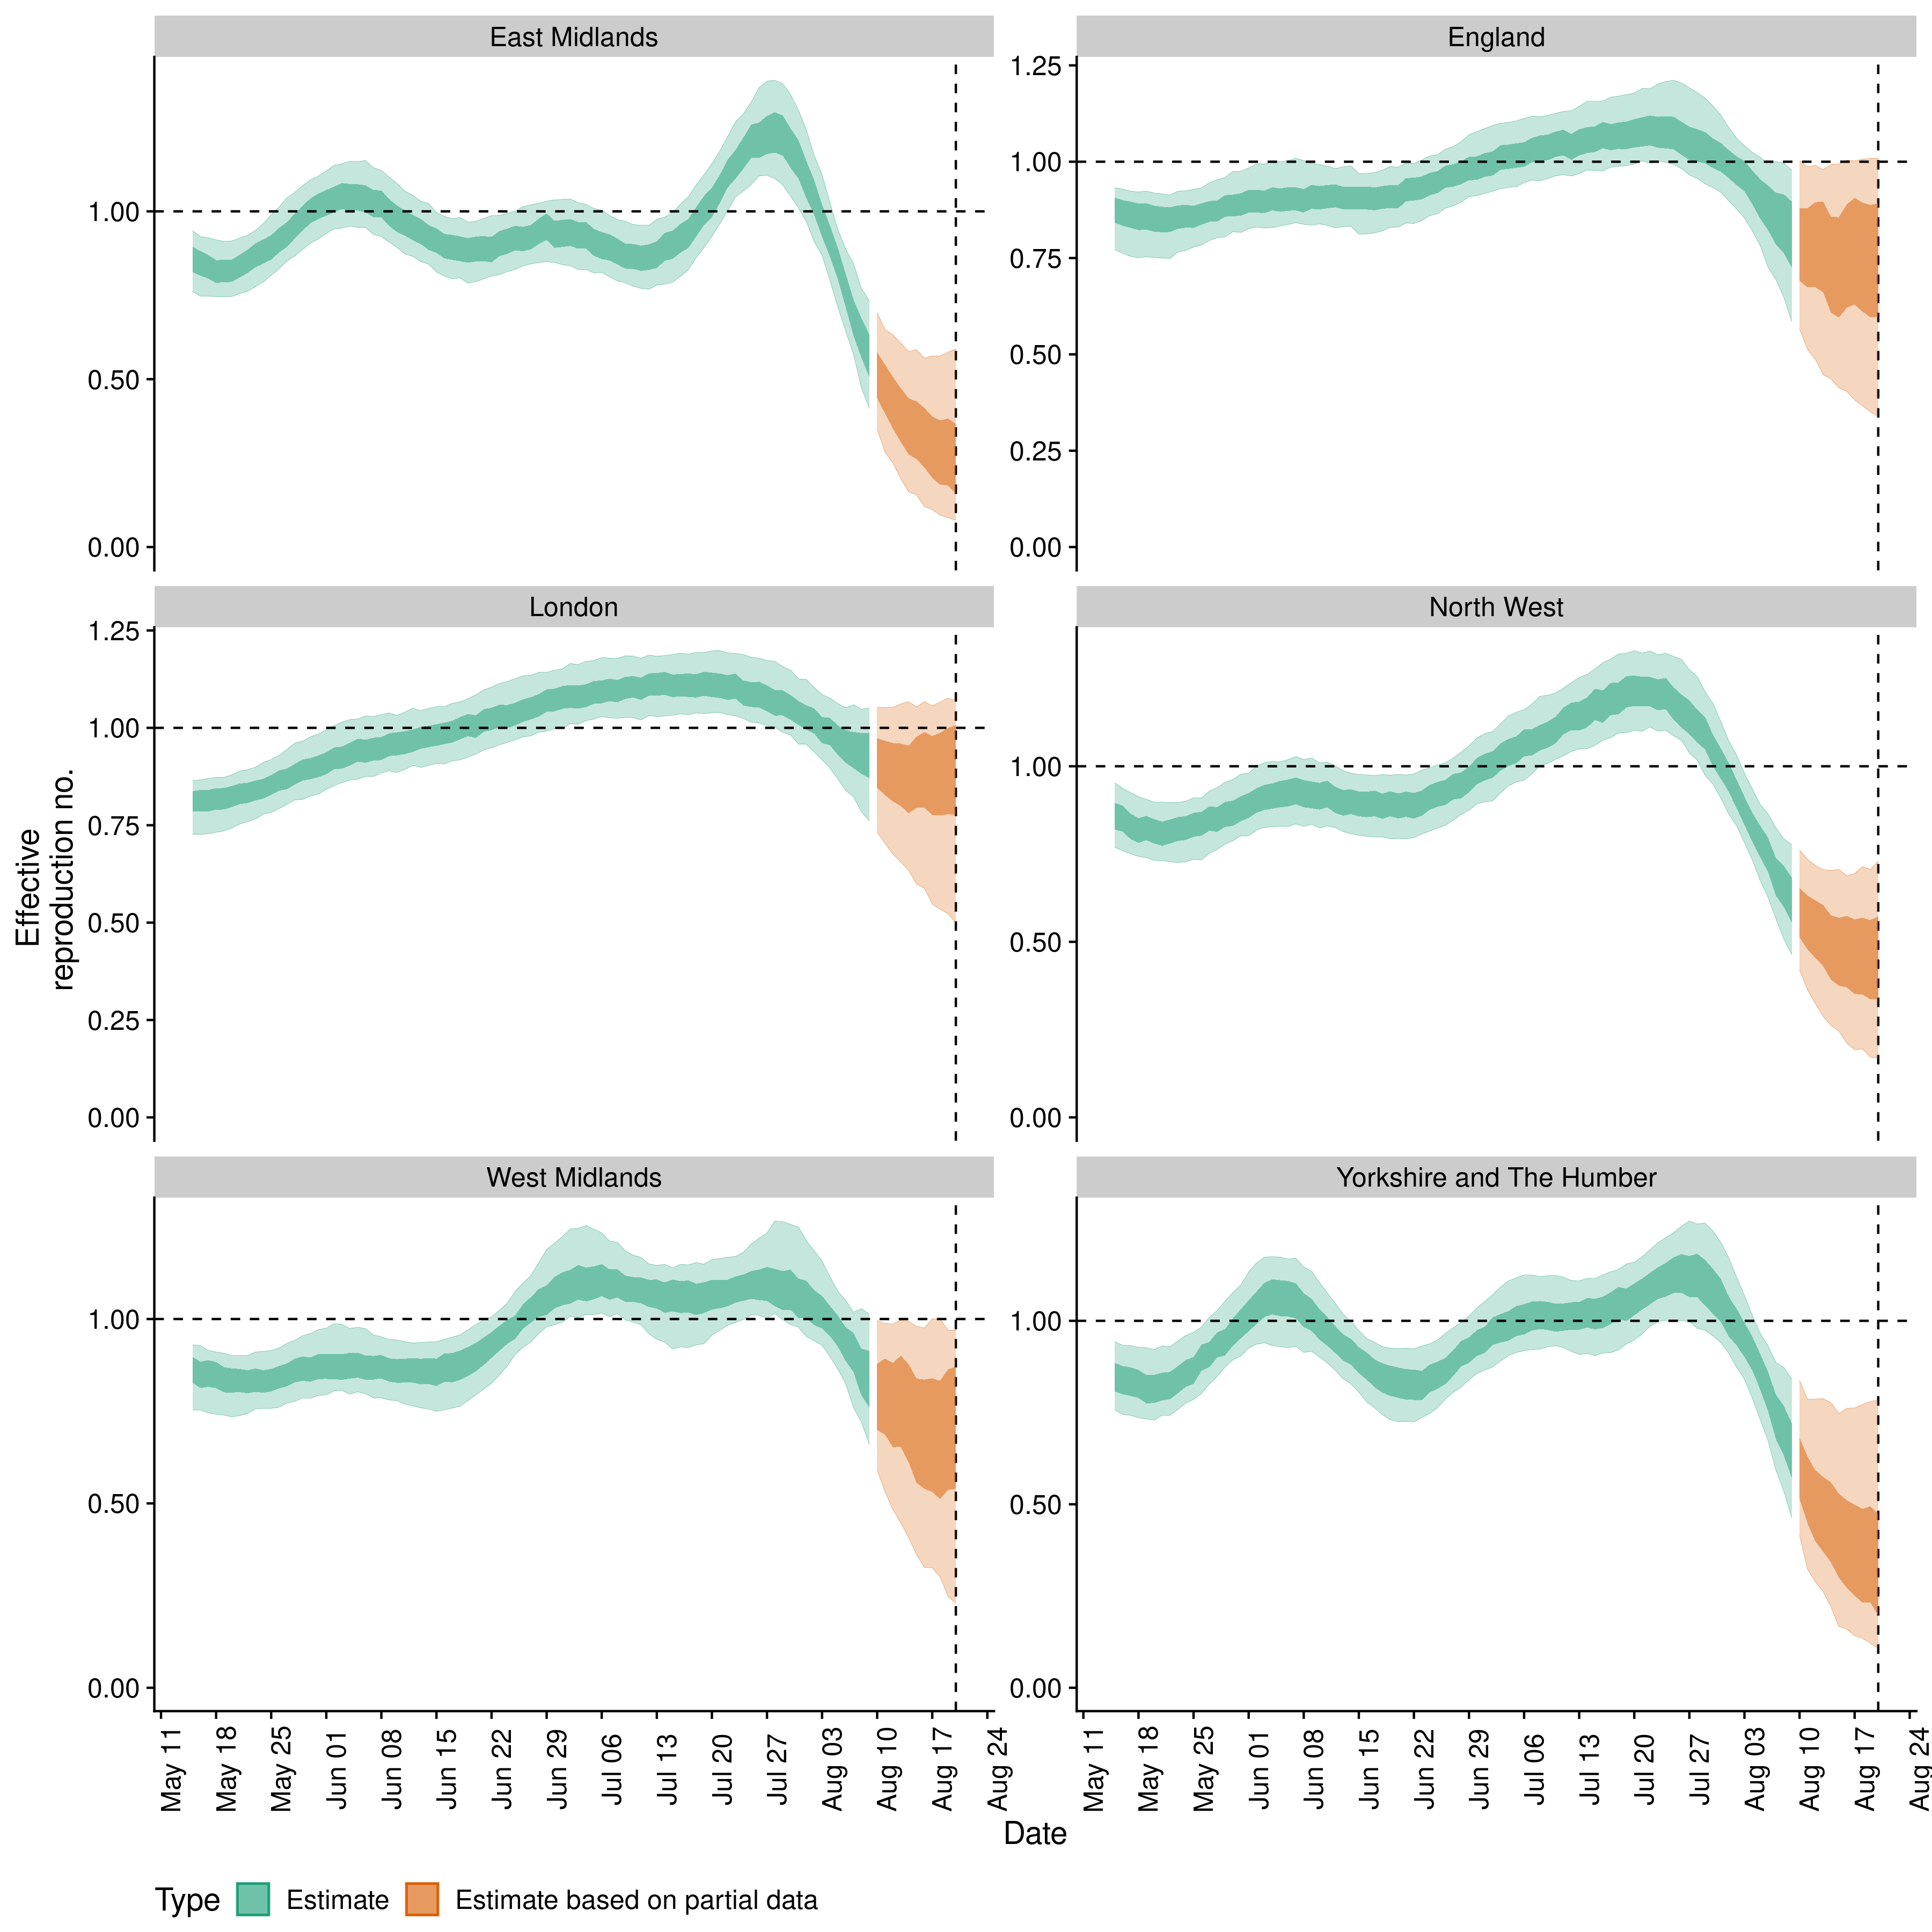 East Midlands
England
1.00
0.50
0.00
1.25
1.00
0.75
0.50
0.25
0.00
London
North West
1.25
1.00
0.75
0.50
0.25
0.00
1.00
0.50
0.00
West Midlands
Yorkshire and The Humber
1.00
0.50
0.00
1.00
0.50
0.00
Effective
reproduction no.
May 11
May 18
May 25
Jun 01
Jun 08
Jun 15
Jun 22
Jun 29
Jul 06
Jul 13
Jul 20
Jul 27
Aug 03
Aug 10
Aug 17
Aug 24
May 11
May 18
May 25
Jun 01
Jun 08
Jun 15
Jun 22
Jun 29
Jul 06
Jul 13
Jul 20
Jul 27
Aug 03
Aug 10
Aug 17
Aug 24
Date
Type Estimate Estimate based on partial data